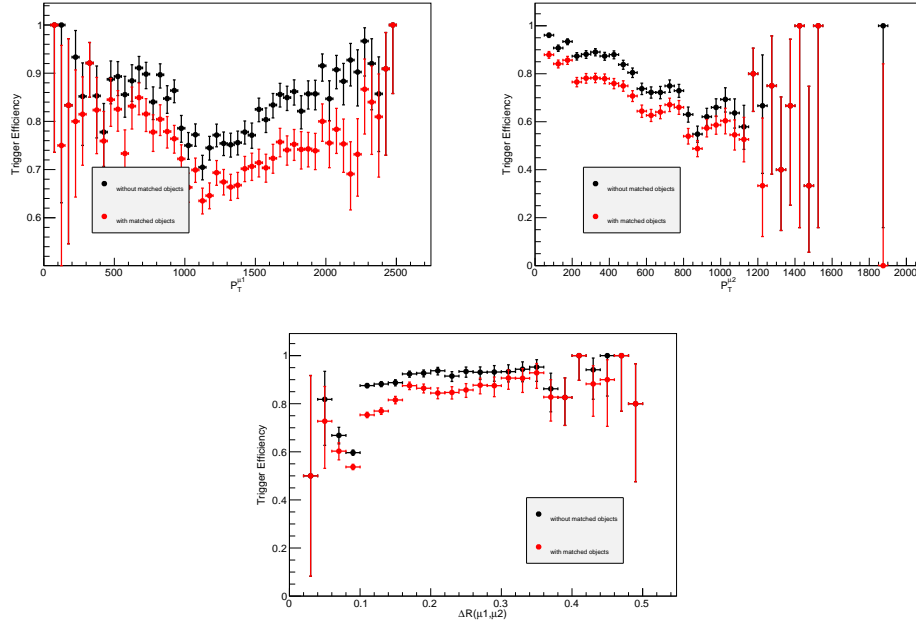 Trigger Efficiency
1
0.9
0.8
0.7
0.6
without matched objects
with matched objects
0 500 1000 1500 2000 2500
P_T^μ1
Trigger Efficiency
1
0.8
0.6
0.4
0.2
0
without matched objects
with matched objects
0 200 400 600 800 1000 1200 1400 1600 1800 2000
P_T^μ2
Trigger Efficiency
1
0.8
0.6
0.4
0.2
0
without matched objects
with matched objects
0 0.1 0.2 0.3 0.4 0.5
ΔR(μ1,μ2)